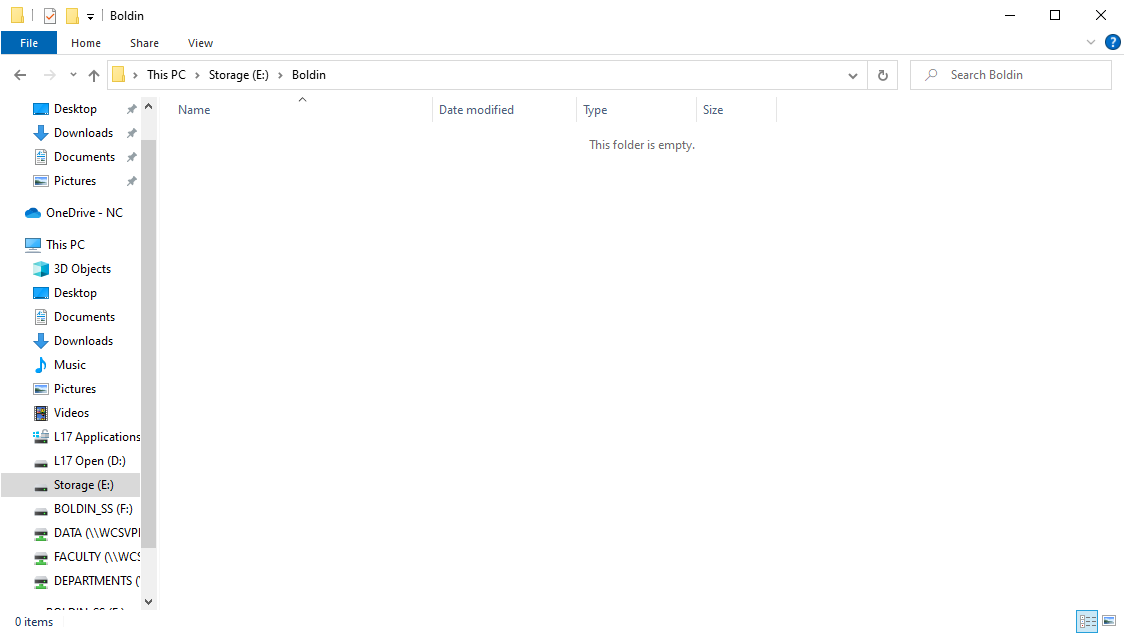 Boldin
File Home Share View
This PC Storage (E:) Boldin Search Boldin
Name Date modified Type Size
This folder is empty.
Desktop
Downloads
Documents
Pictures
OneDrive - NC
This PC
3D Objects
Desktop
Documents
Downloads
Music
Pictures
Videos
L17 Applications
L17 Open (D:)
Storage (E:)
BOLDIN_SS (F:)
DATA (\\WCSVP
FACULTY (\\WCS
DEPARTMENTS (
BOLDIN_SS (F:)
0 items